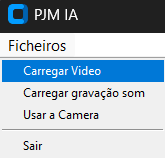 PJM IA
Ficheiros
Carregar Video
Carregar gravação som
Usar a Camera
Sair